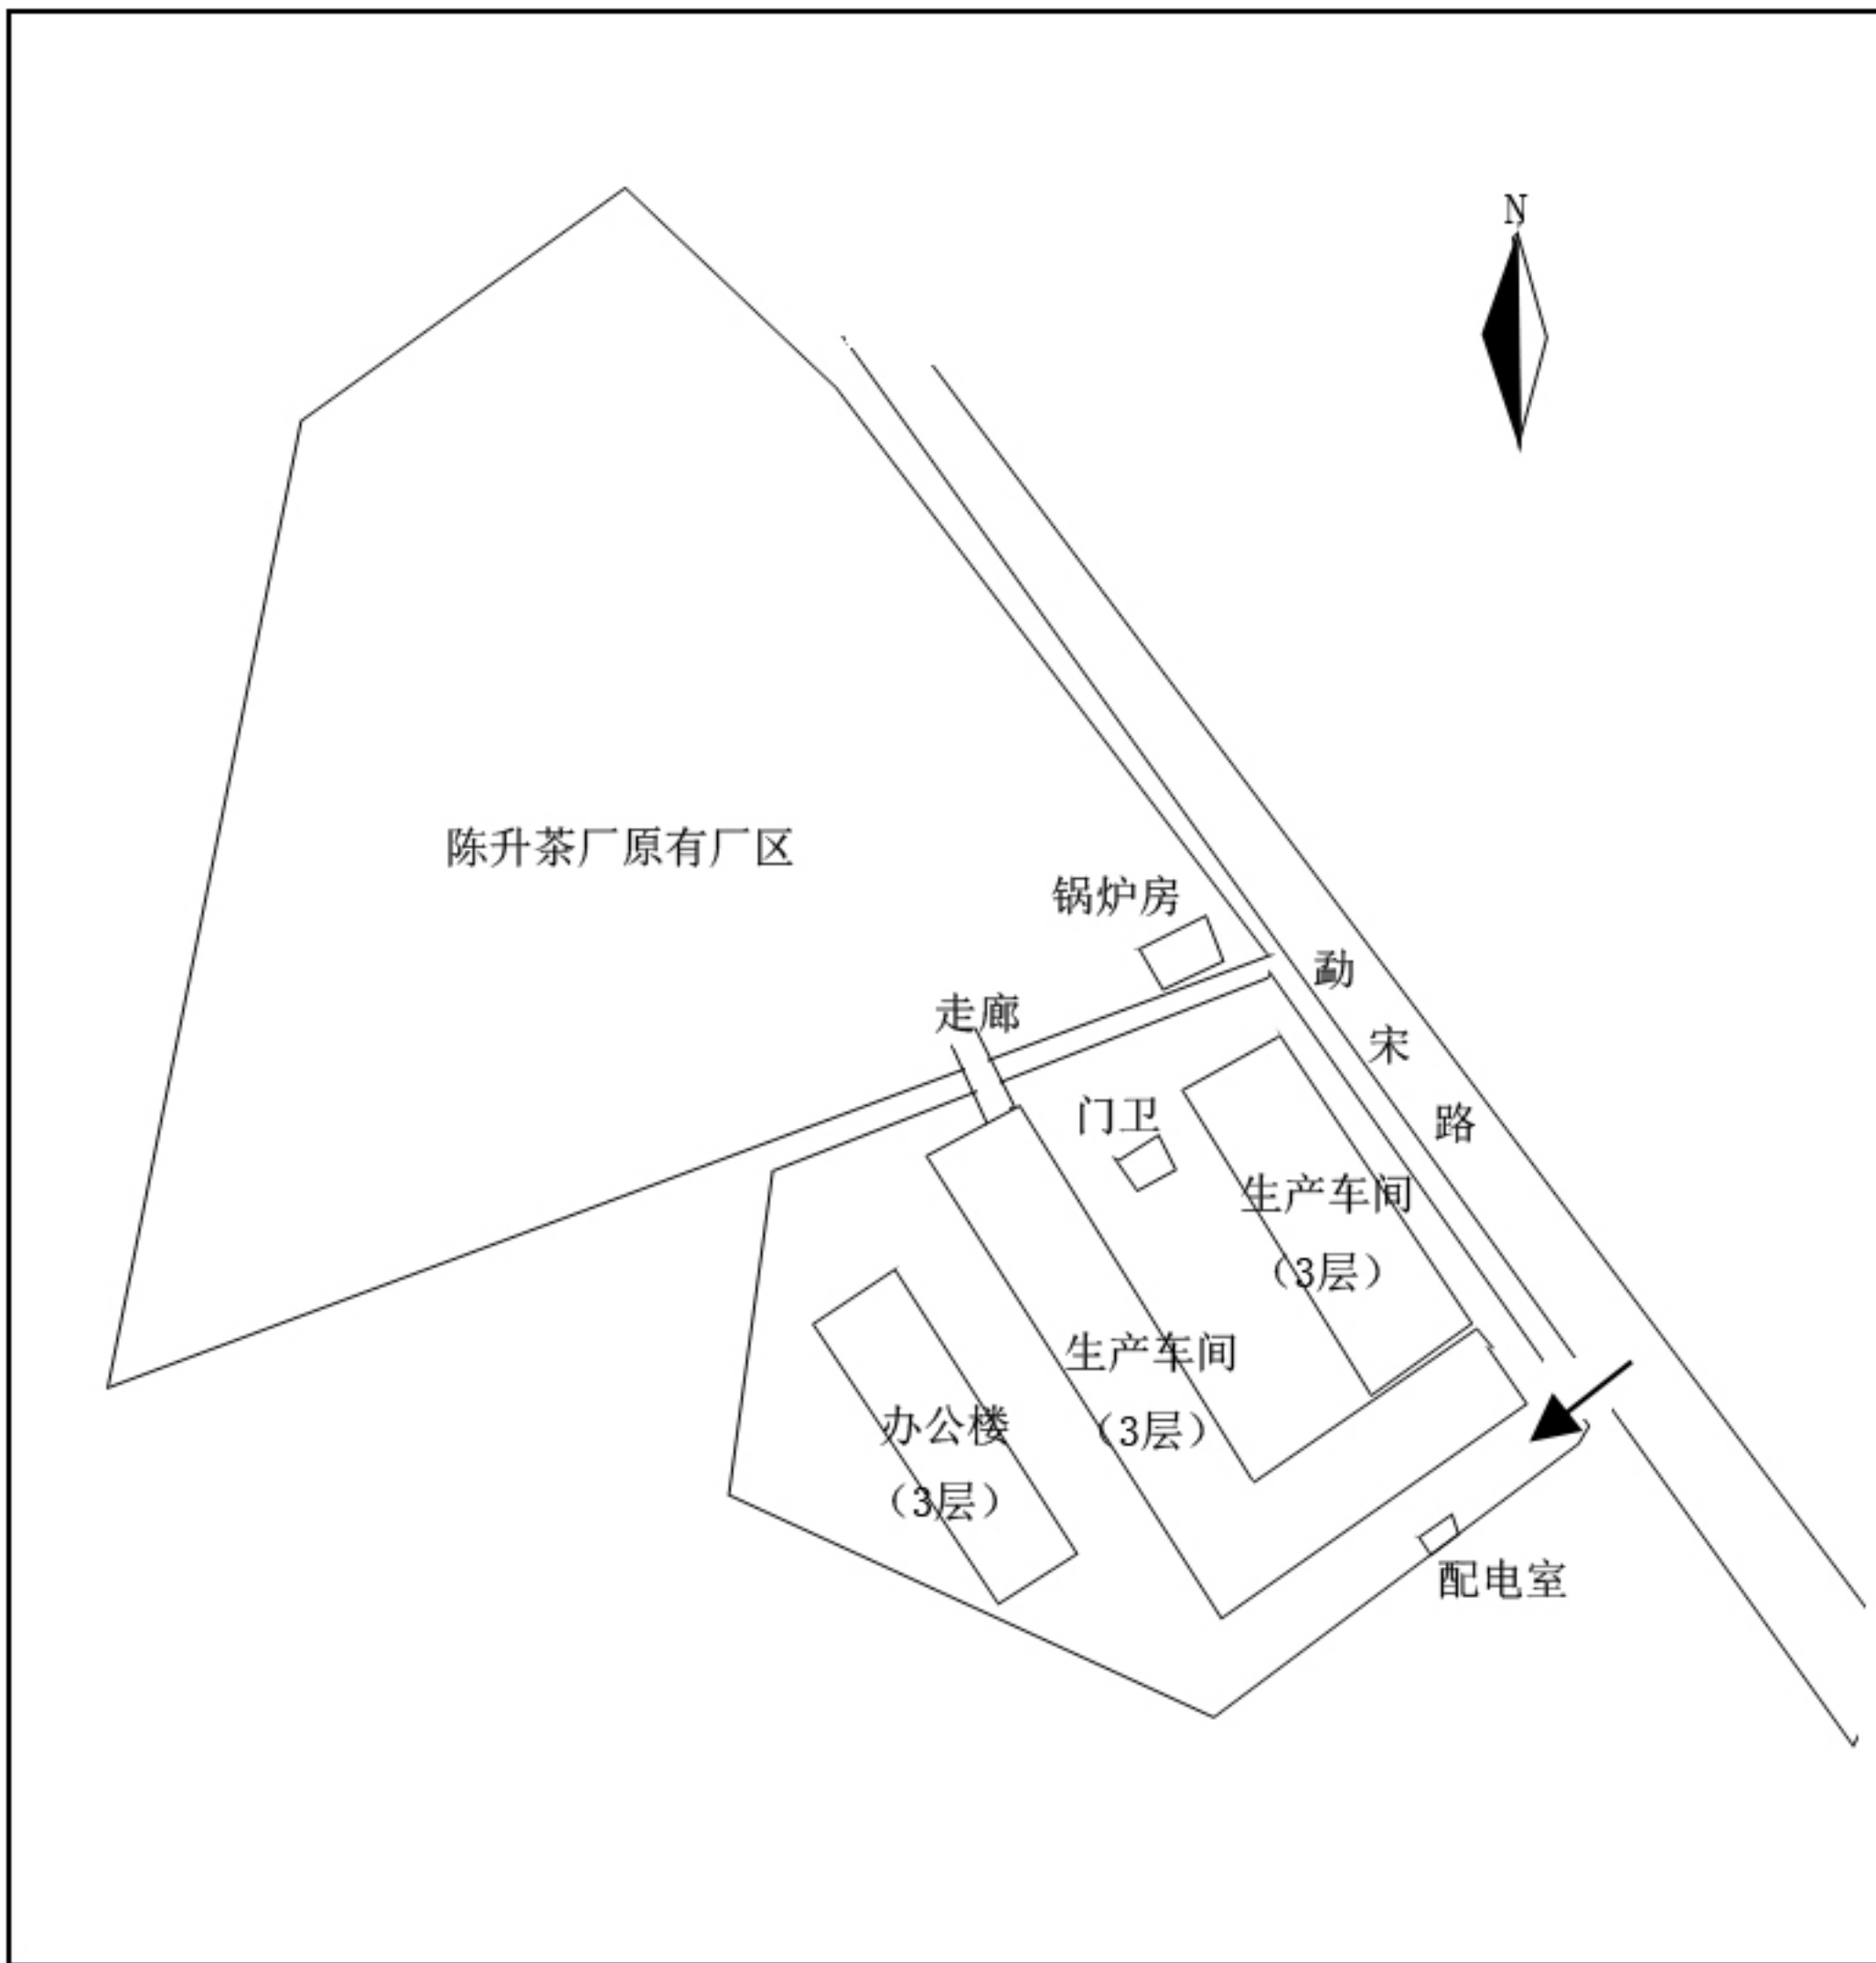 N
陈升茶厂原有厂区
锅炉房
勐
宋
路
走廊
门卫
生产车间
（3层）
生产车间
（3层）
办公楼
（3层）
配电室